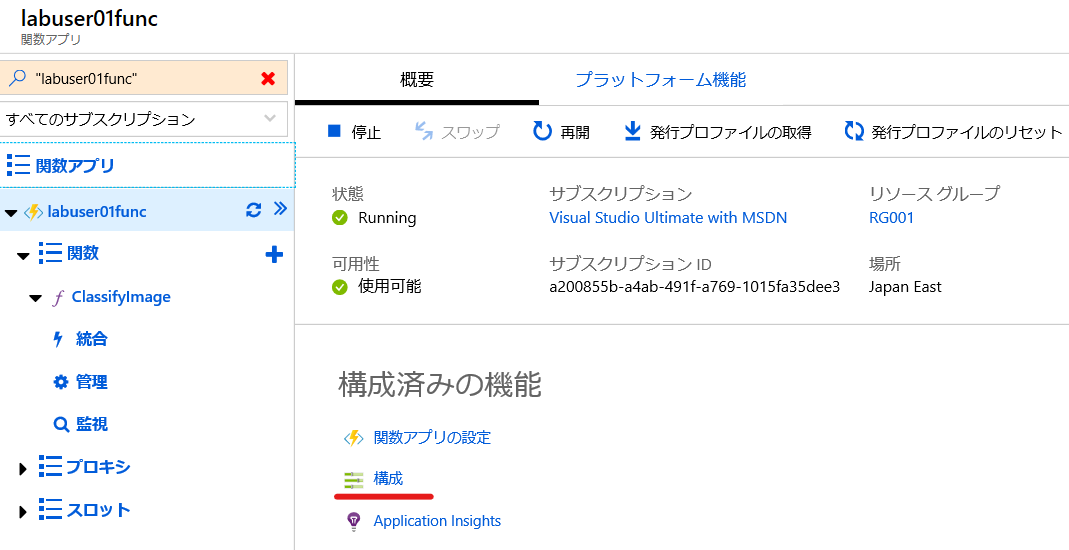 labuser01func
関数アプリ
"labuser01func"
すべてのサブスクリプション
関数アプリ
labuser01func
関数
ClassifyImage
統合
管理
監視
プロキシ
スロット
概要
プラットフォーム機能
停止
スワップ
再開
発行プロファイルの取得
発行プロファイルのリセット
状態
Running
サブスクリプション
Visual Studio Ultimate with MSDN
リソース グループ
RG001
可用性
使用可能
サブスクリプション ID
a200855b-a4ab-491f-a769-1015fa35dee3
場所
Japan East
構成済みの機能
関数アプリの設定
構成
Application Insights